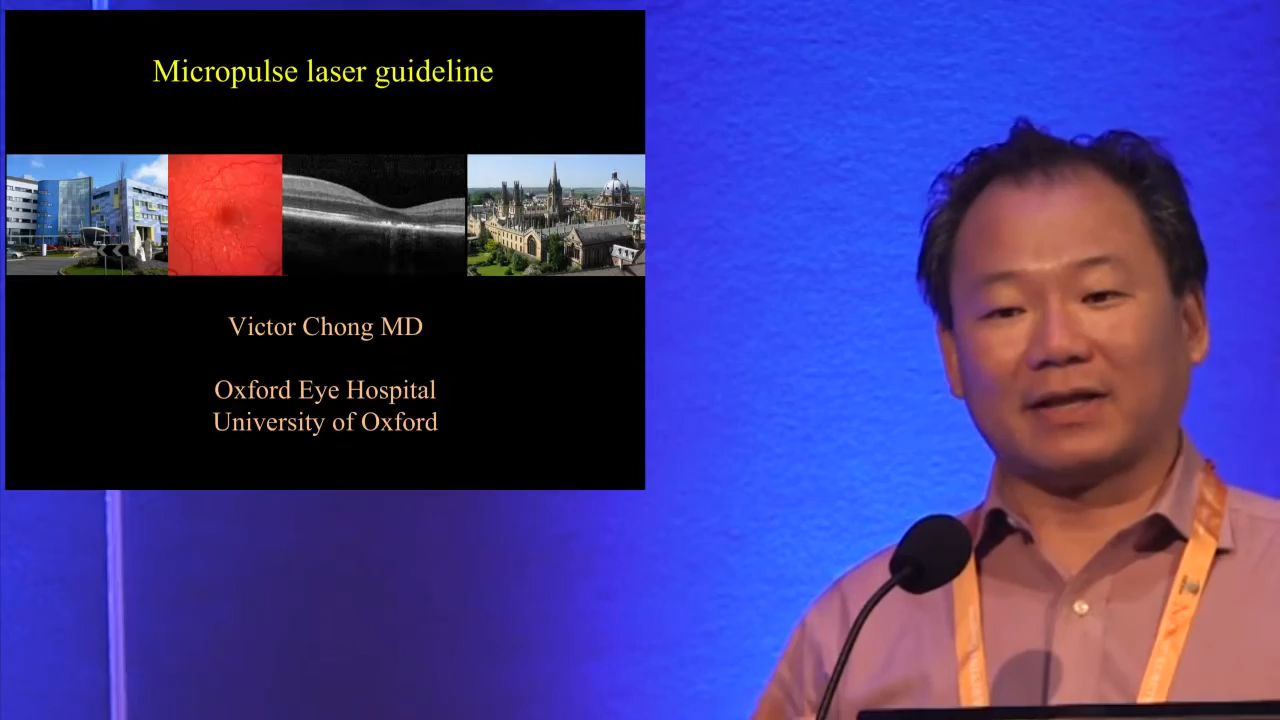 Micropulse laser guideline
Victor Chong MD
Oxford Eye Hospital
University of Oxford